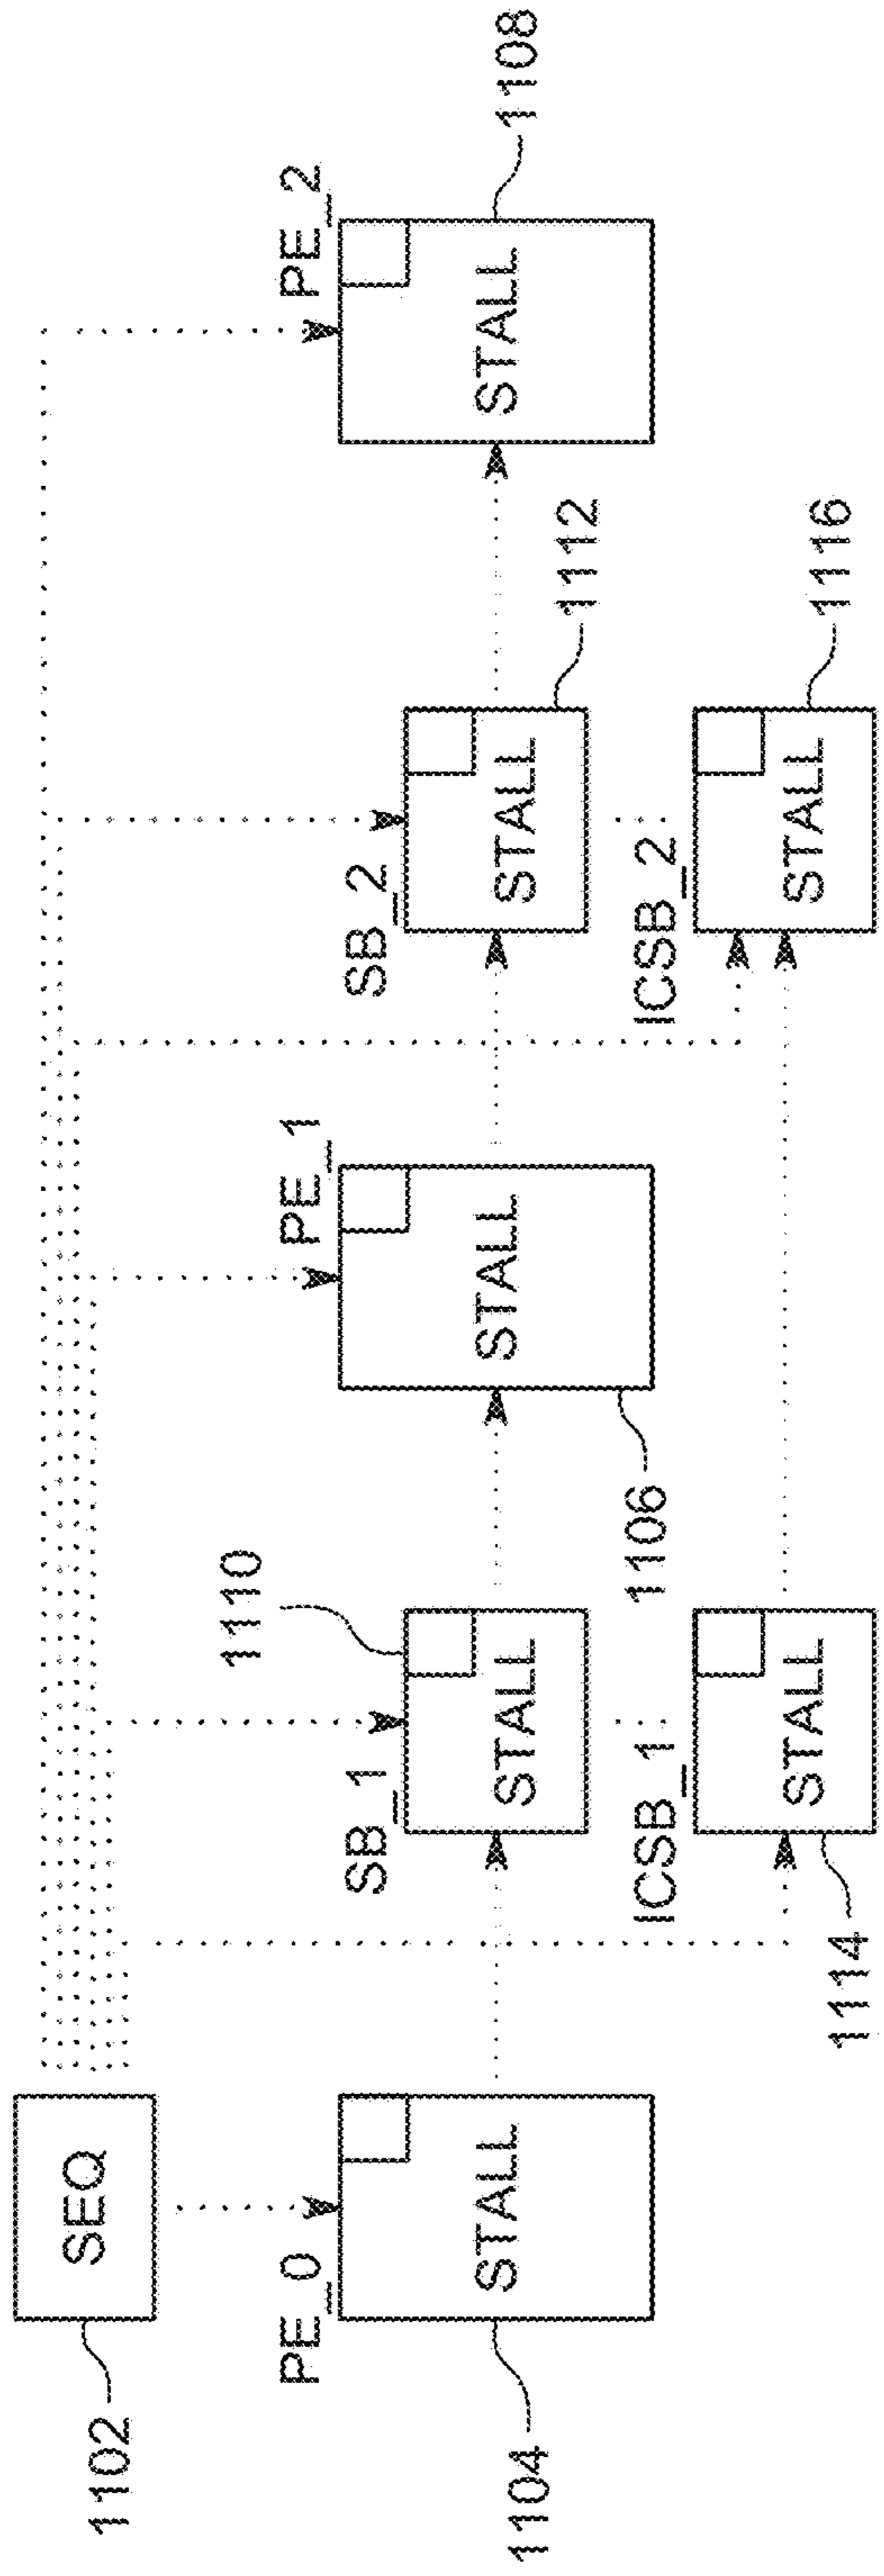 1102
SEQ
1104
PE_0
STALL
1110
SB_1
STALL
1114
ICSB_1
STALL
1106
PE_1
STALL
SB_2
STALL
1112
ICSB_2
STALL
1116
PE_2
STALL
1108